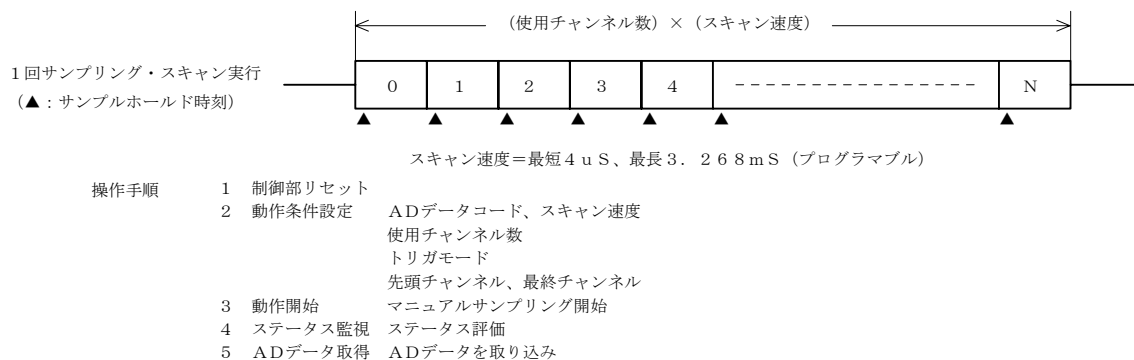 (使用チャンネル数)×(スキャン速度)
1回サンプリング・スキャン実行
(▲:サンプルホールド時刻)
0 1 2 3 4 N
スキャン速度=最短4uS、最長3.268mS(プログラマブル)
操作手順 1 制御部リセット
2 動作条件設定 ADデータコード、スキャン速度
使用チャンネル数
トリガモード
先頭チャンネル、最終チャンネル
3 動作開始 マニュアルサンプリング開始
4 ステータス監視 ステータス評価
5 ADデータ取得 ADデータを取り込み